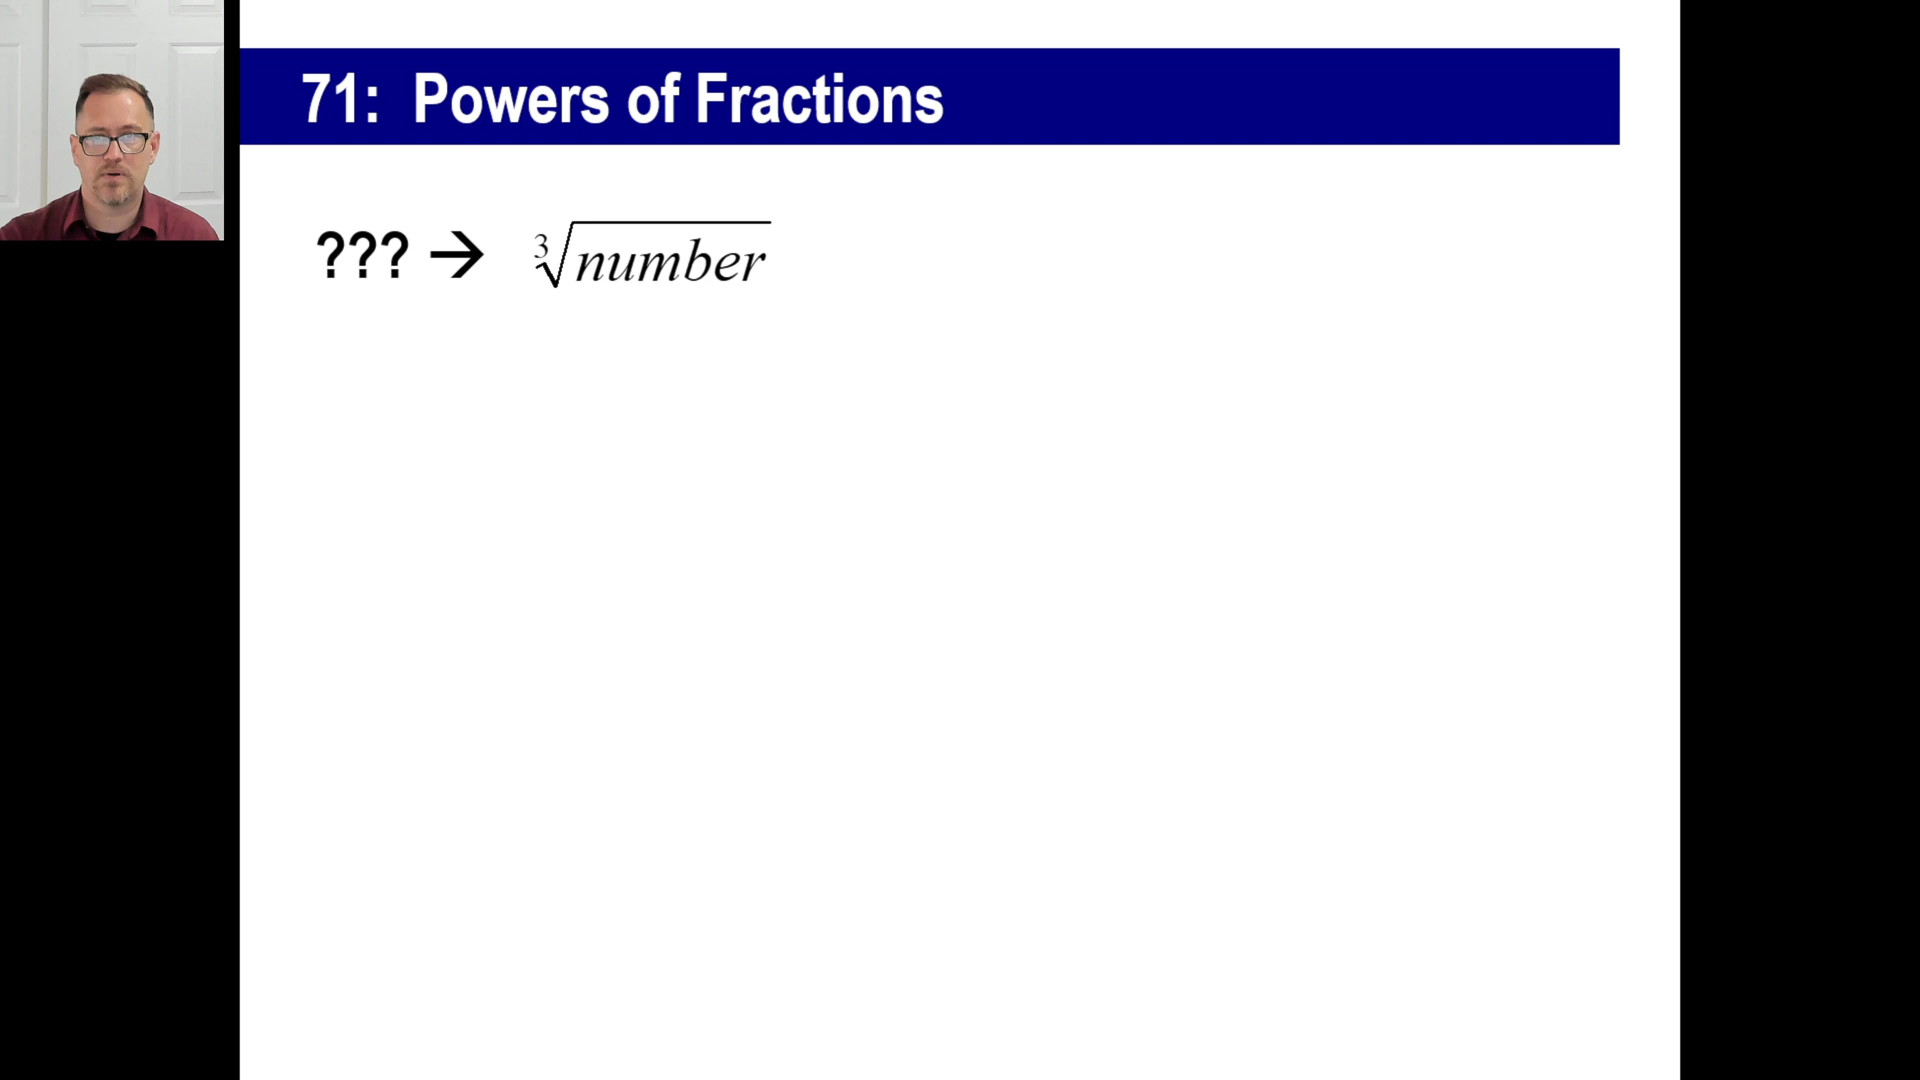 71: Powers of Fractions
??? → ∛number